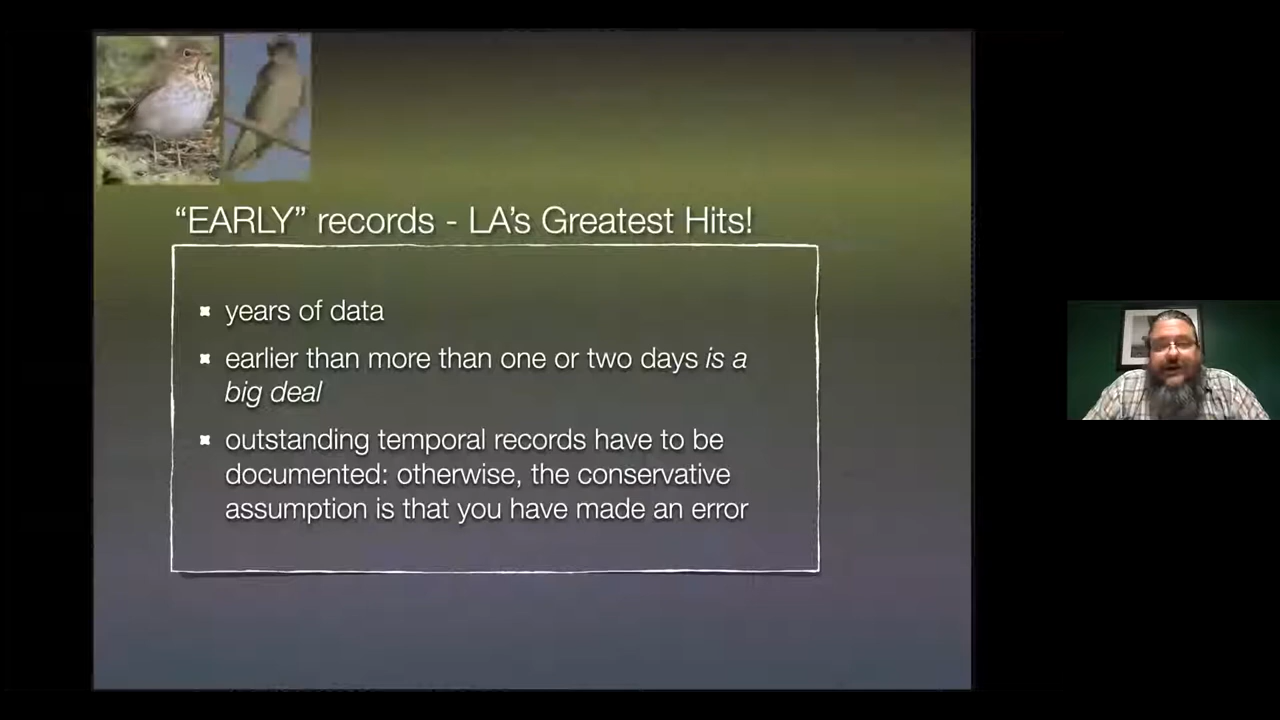 “EARLY” records - LA’s Greatest Hits!
years of data
earlier than more than one or two days is a
big deal
outstanding temporal records have to be
documented: otherwise, the conservative
assumption is that you have made an error